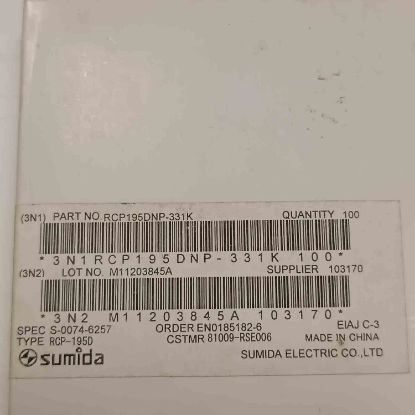 (3N1) PART NO. RCP195DNP-331K QUANTITY 100
*3N1RCP195DNP-331K 100*
(3N2) LOT NO. M11203845A SUPPLIER 103170
*3N2 M11203845A 103170*
SPEC S-0074-6257 ORDER EN0185182-6 EIAJ C-3
TYPE RCP-195D CSTMR 81009-RSE006 MADE IN CHINA
sumida SUMIDA ELECTRIC CO.,LTD